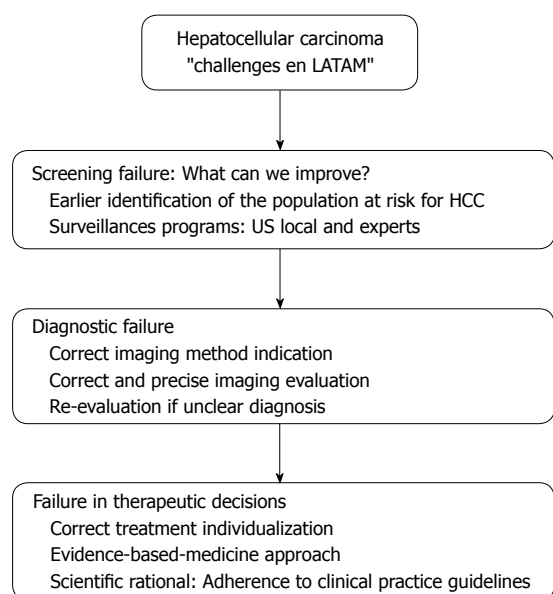 Hepatocellular carcinoma
"challenges en LATAM"
Screening failure: What can we improve?
Earlier identification of the population at risk for HCC
Surveillances programs: US local and experts
Diagnostic failure
Correct imaging method indication
Correct and precise imaging evaluation
Re-evaluation if unclear diagnosis
Failure in therapeutic decisions
Correct treatment individualization
Evidence-based-medicine approach
Scientific rational: Adherence to clinical practice guidelines